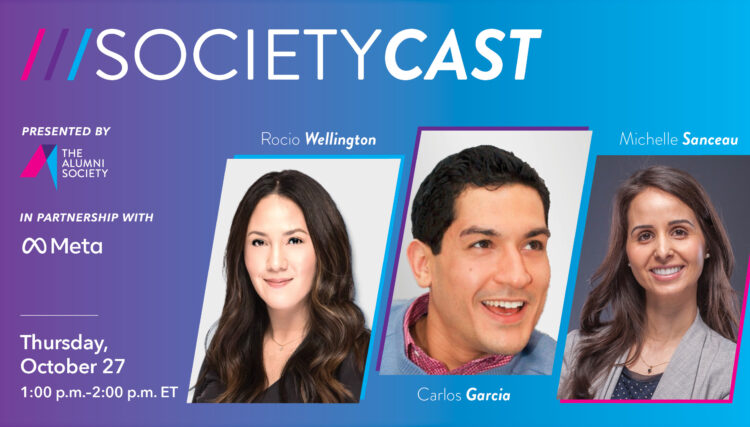 ///SOCIETYCAST
PRESENTED BY
THE
ALUMNI
SOCIETY
IN PARTNERSHIP WITH
Meta
Rocio Wellington
Carlos Garcia
Michelle Sanceau
Thursday,
October 27
1:00 p.m.–2:00 p.m. ET